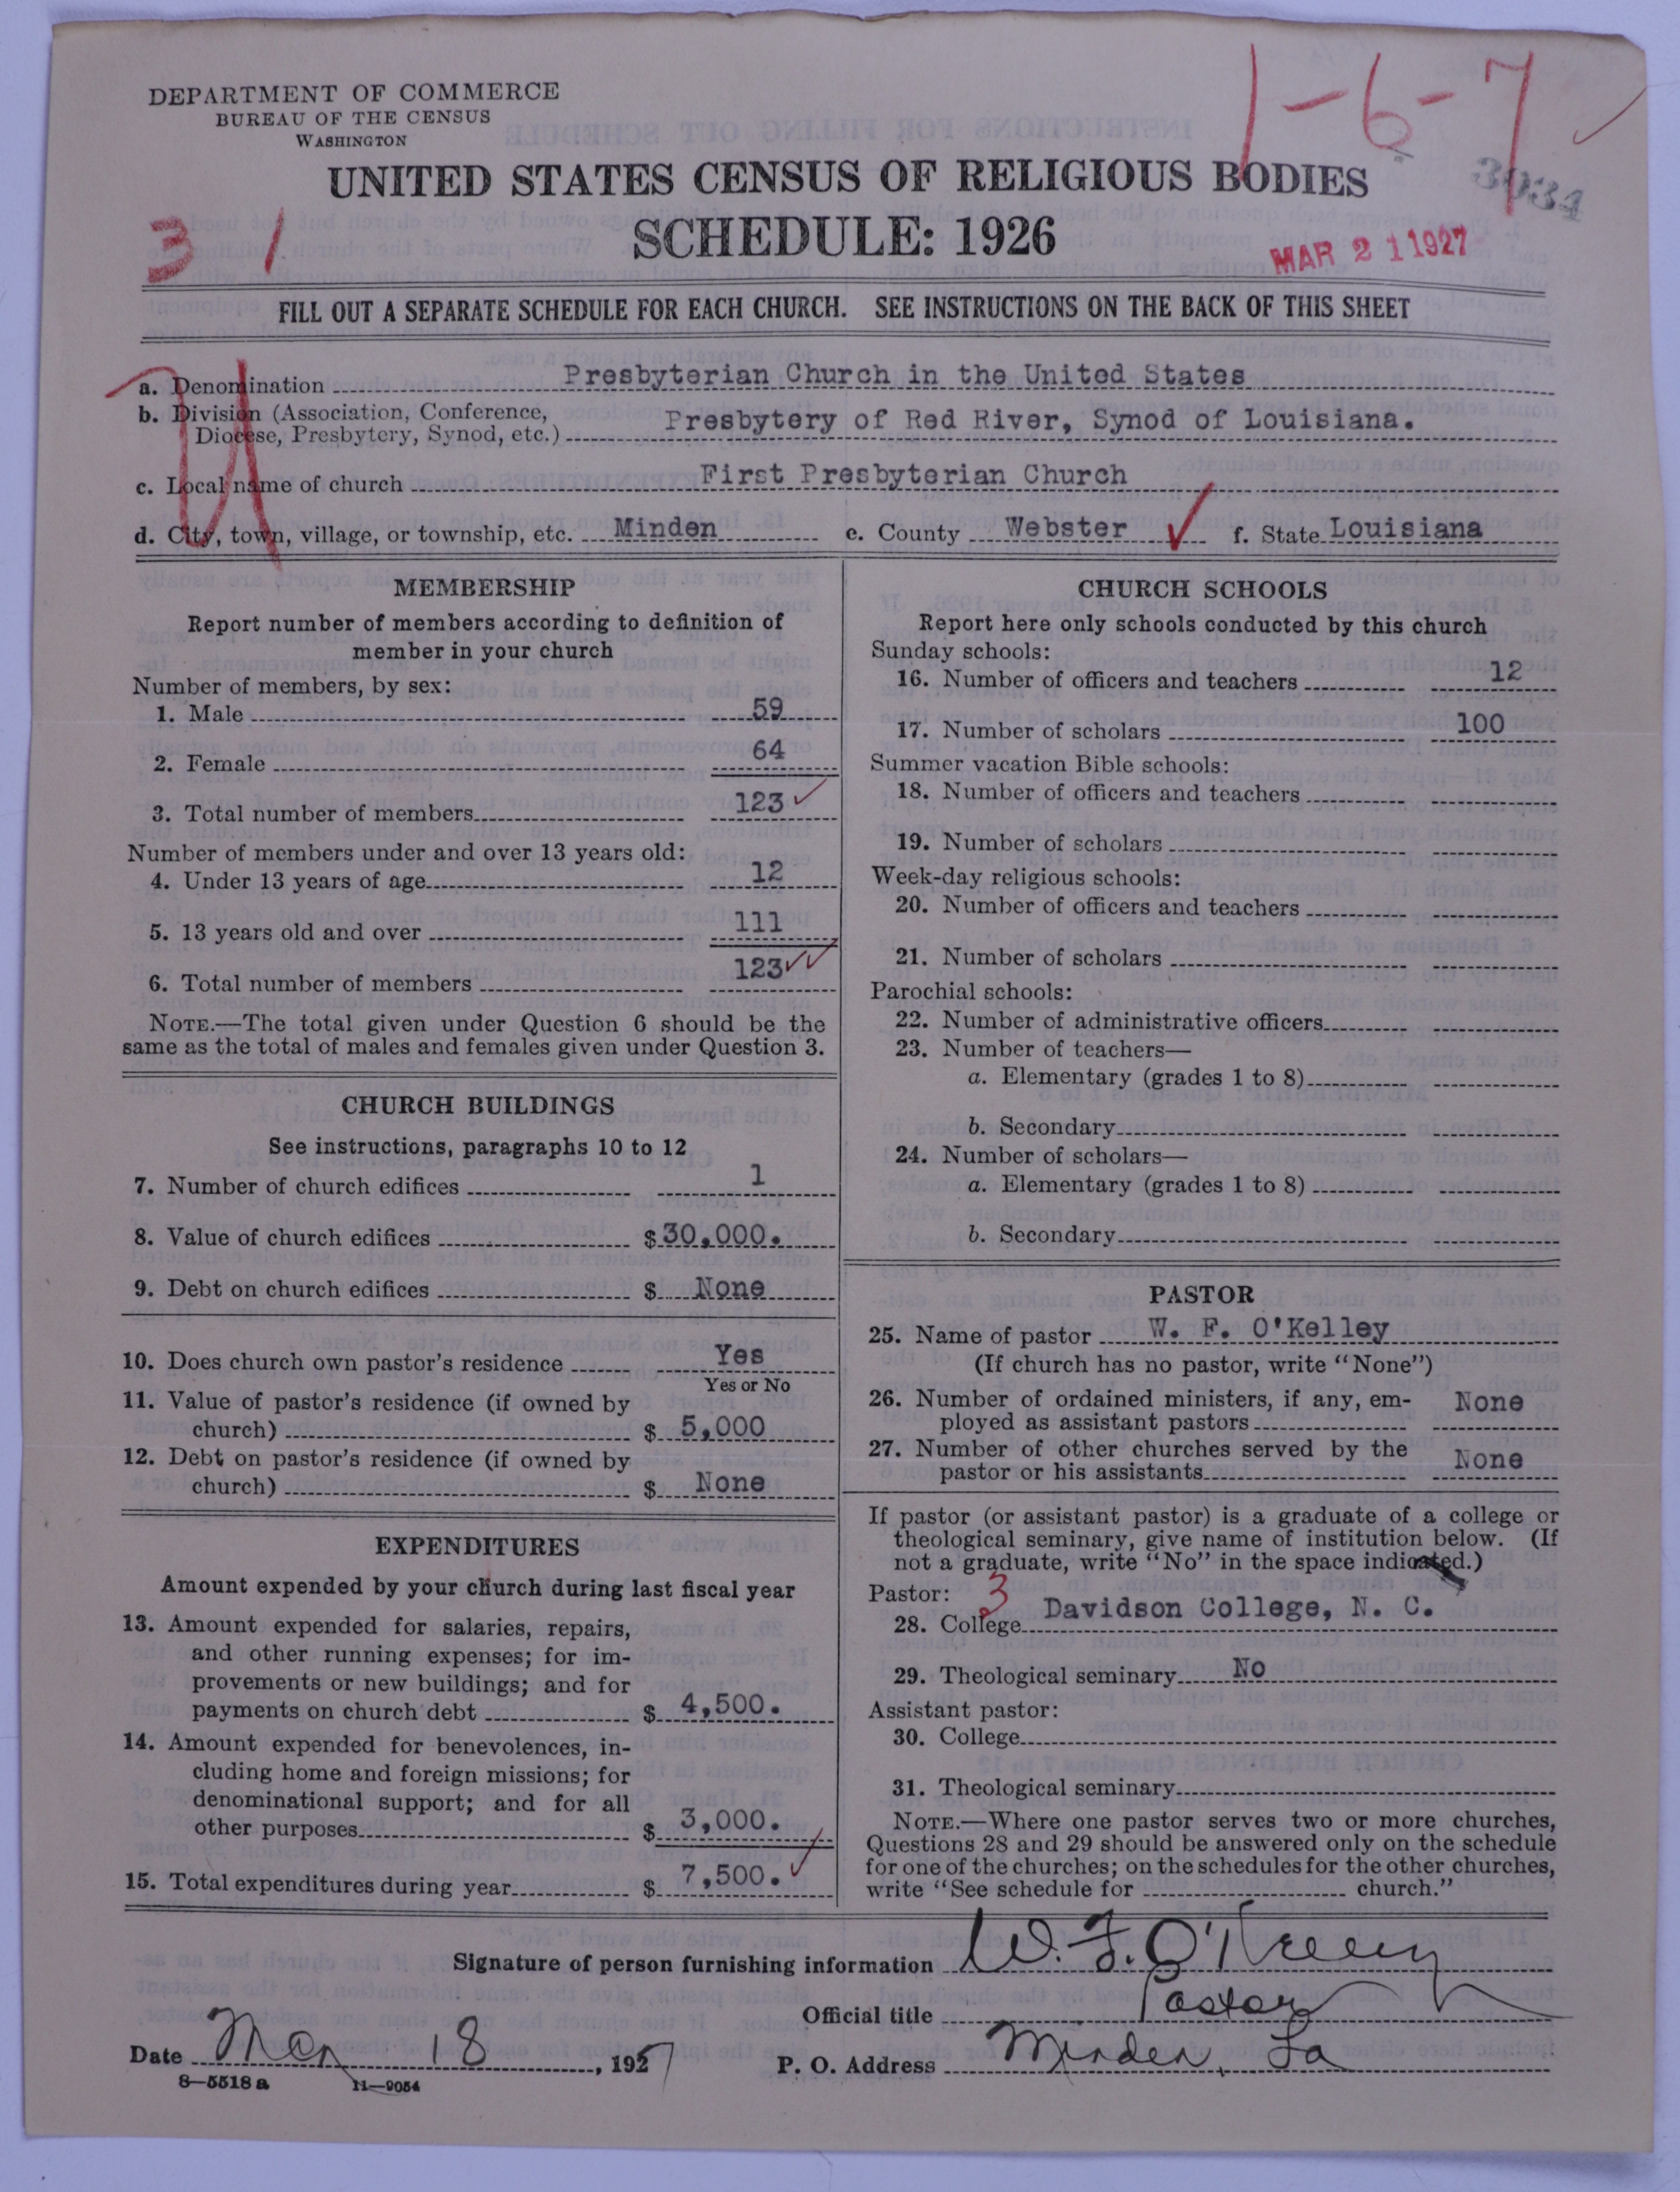 DEPARTMENT OF COMMERCE
BUREAU OF THE CENSUS
WASHINGTON
1-6-7
3034
UNITED STATES CENSUS OF RELIGIOUS BODIES
SCHEDULE: 1926
31
MAR 21 1927
FILL OUT A SEPARATE SCHEDULE FOR EACH CHURCH. SEE INSTRUCTIONS ON THE BACK OF THIS SHEET
U
a. Denomination Presbyterian Church in the United States
b. Division (Association, Conference,
Diocese, Presbytery, Synod, etc.) Presbytery of Red River, Synod of Louisiana.
c. Local name of church First Presbyterian Church
d. City, town, village, or township, etc. Minden e. County Webster f. State Louisiana
MEMBERSHIP
Report number of members according to definition of
member in your church
Number of members, by sex:
1. Male 59
2. Female 64
3. Total number of members 123
Number of members under and over 13 years old:
4. Under 13 years of age 12
5. 13 years old and over 111
6. Total number of members 123
NOTE.—The total given under Question 6 should be the
same as the total of males and females given under Question 3.
CHURCH BUILDINGS
See instructions, paragraphs 10 to 12
7. Number of church edifices 1
8. Value of church edifices $30,000.
9. Debt on church edifices $ None
10. Does church own pastor's residence Yes
Yes or No
11. Value of pastor's residence (if owned by
church) $ 5,000
12. Debt on pastor's residence (if owned by
church) $ None
EXPENDITURES
Amount expended by your church during last fiscal year
13. Amount expended for salaries, repairs,
and other running expenses; for im-
provements or new buildings; and for
payments on church debt $ 4,500.
14. Amount expended for benevolences, in-
cluding home and foreign missions; for
denominational support; and for all
other purposes $ 3,000.
15. Total expenditures during year $ 7,500.
CHURCH SCHOOLS
Report here only schools conducted by this church
Sunday schools:
16. Number of officers and teachers 12
17. Number of scholars 100
Summer vacation Bible schools:
18. Number of officers and teachers
19. Number of scholars
Week-day religious schools:
20. Number of officers and teachers
21. Number of scholars
Parochial schools:
22. Number of administrative officers
23. Number of teachers—
a. Elementary (grades 1 to 8)
b. Secondary
24. Number of scholars—
a. Elementary (grades 1 to 8)
b. Secondary
PASTOR
25. Name of pastor W. F. O'Kelley
(If church has no pastor, write "None")
26. Number of ordained ministers, if any, em-
ployed as assistant pastors None
27. Number of other churches served by the
pastor or his assistants None
If pastor (or assistant pastor) is a graduate of a college or
theological seminary, give name of institution below. (If
not a graduate, write "No" in the space indicated.)
Pastor: 3
28. College Davidson College, N. C.
29. Theological seminary No
Assistant pastor:
30. College
31. Theological seminary
NOTE.—Where one pastor serves two or more churches,
Questions 28 and 29 should be answered only on the schedule
for one of the churches; on the schedules for the other churches,
write "See schedule for church."
Signature of person furnishing information W. F. O'Kelley
Official title Pastor
Date Mar 18, 1927 P. O. Address Minden, La
8-5518 a 11-9054